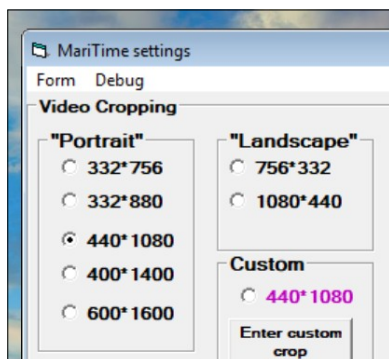 MariTime settings
Form Debug
Video Cropping
"Portrait"
332*756
332*880
440*1080
400*1400
600*1600
"Landscape"
756*332
1080*440
Custom
440*1080
Enter custom
crop